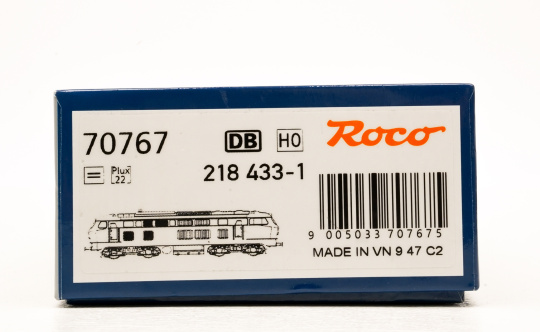 70767
DB
H0
Roco
Plux
22
218 433-1
9 005033 707675
MADE IN VN 9 47 C2